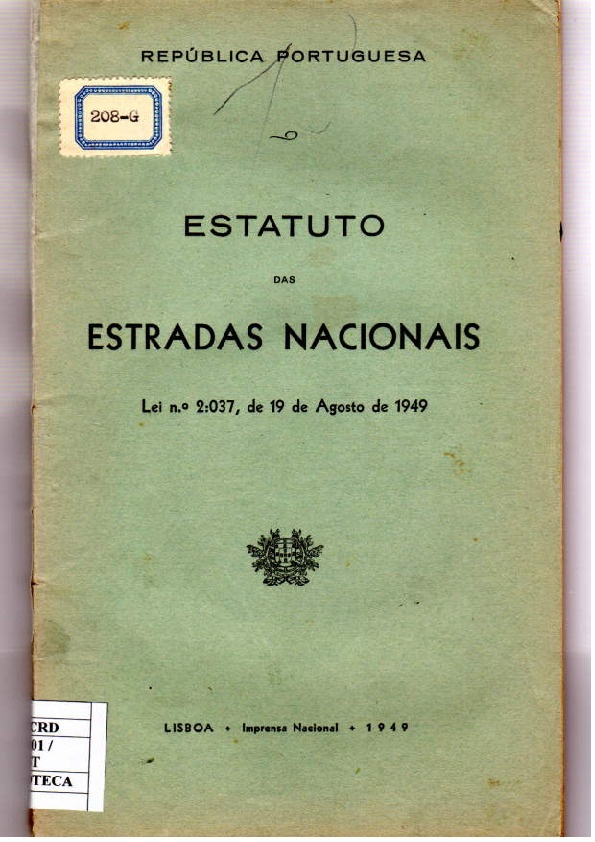 REPÚBLICA PORTUGUESA
208-G
ESTATUTO
DAS
ESTRADAS NACIONAIS
Lei n.º 2:037, de 19 de Agosto de 1949
LISBOA + Imprensa Nacional + 1949
CRD
01 /
T
OTECA